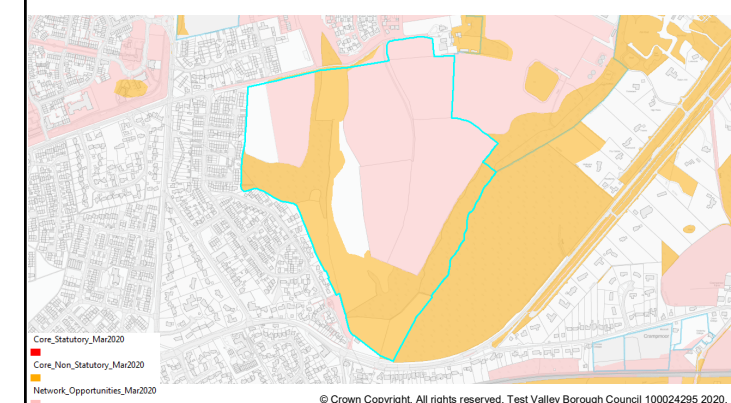 Core_Statutory_Mar2020
Core_Non_Statutory_Mar2020
Network_Opportunities_Mar2020
© Crown Copyright. All rights reserved. Test Valley Borough Council 100024295 2020.